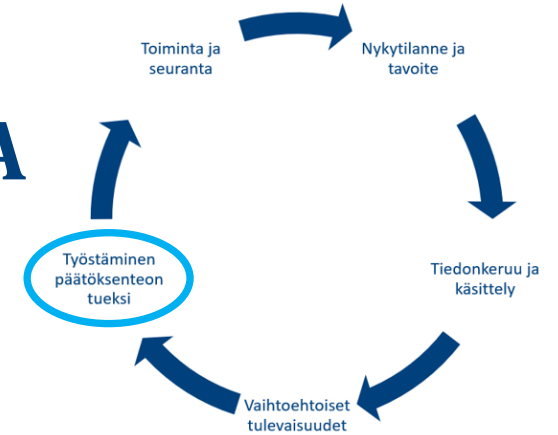 Toiminta ja
seuranta
Nykytilanne ja
tavoite
A
Työstäminen
päätöksenteon
tueksi
Tiedonkeruu ja
käsittely
Vaihtoehtoiset
tulevaisuudet